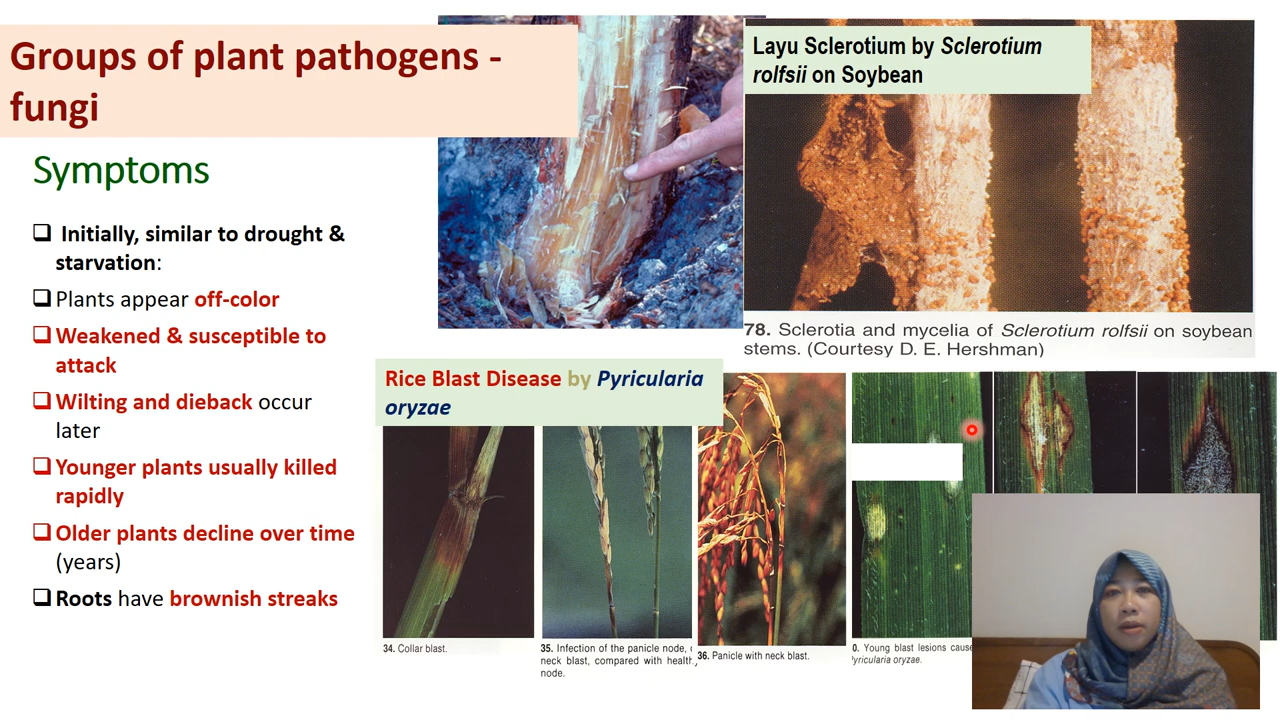 Groups of plant pathogens -
fungi
Symptoms
Initially, similar to drought &
starvation:
Plants appear off-color
Weakened & susceptible to
attack
Wilting and dieback occur
later
Younger plants usually killed
rapidly
Older plants decline over time
(years)
Roots have brownish streaks
Layu Sclerotium by Sclerotium
rolfsii on Soybean
78. Sclerotia and mycelia of Sclerotium rolfsii on soybean
stems. (Courtesy D. E. Hershman)
Rice Blast Disease by Pyricularia
oryzae
34. Collar blast.
35. Infection of the panicle node,
neck blast, compared with health
node.
36. Panicle with neck blast.
0. Young blast lesions cause
Pyricularia oryzae.